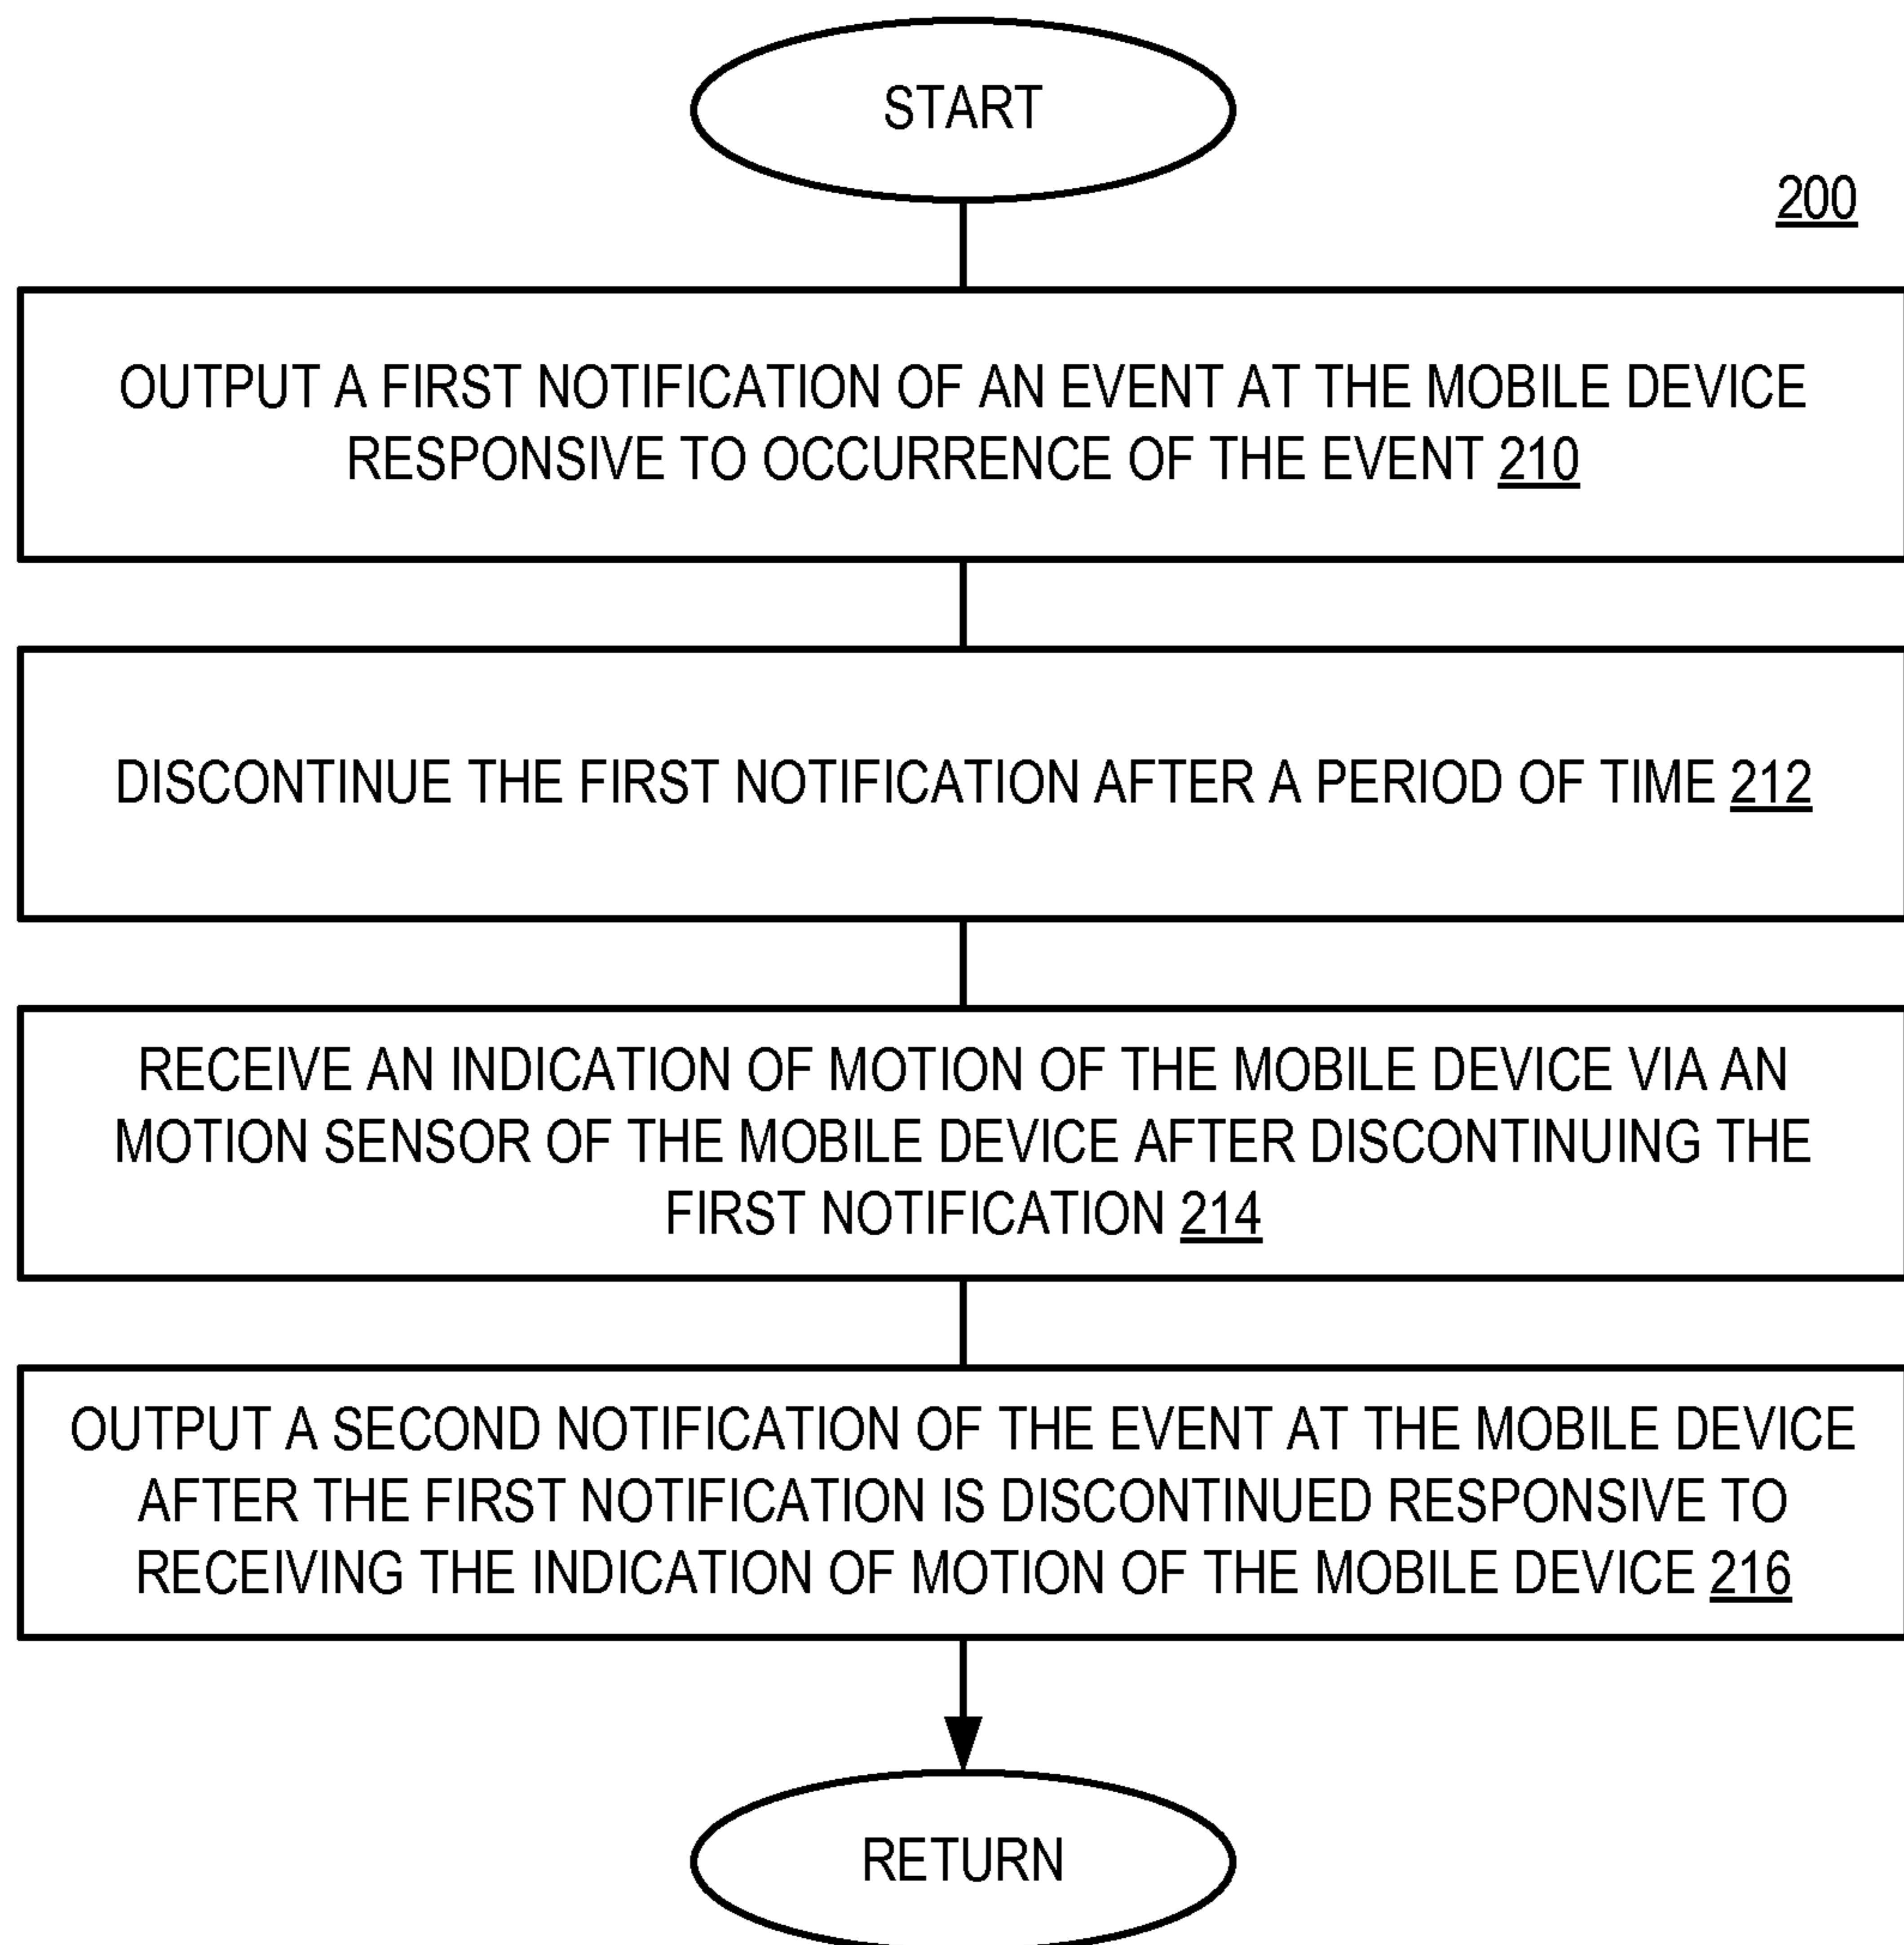 START
200
OUTPUT A FIRST NOTIFICATION OF AN EVENT AT THE MOBILE DEVICE
RESPONSIVE TO OCCURRENCE OF THE EVENT 210
DISCONTINUE THE FIRST NOTIFICATION AFTER A PERIOD OF TIME 212
RECEIVE AN INDICATION OF MOTION OF THE MOBILE DEVICE VIA AN
MOTION SENSOR OF THE MOBILE DEVICE AFTER DISCONTINUING THE
FIRST NOTIFICATION 214
OUTPUT A SECOND NOTIFICATION OF THE EVENT AT THE MOBILE DEVICE
AFTER THE FIRST NOTIFICATION IS DISCONTINUED RESPONSIVE TO
RECEIVING THE INDICATION OF MOTION OF THE MOBILE DEVICE 216
RETURN